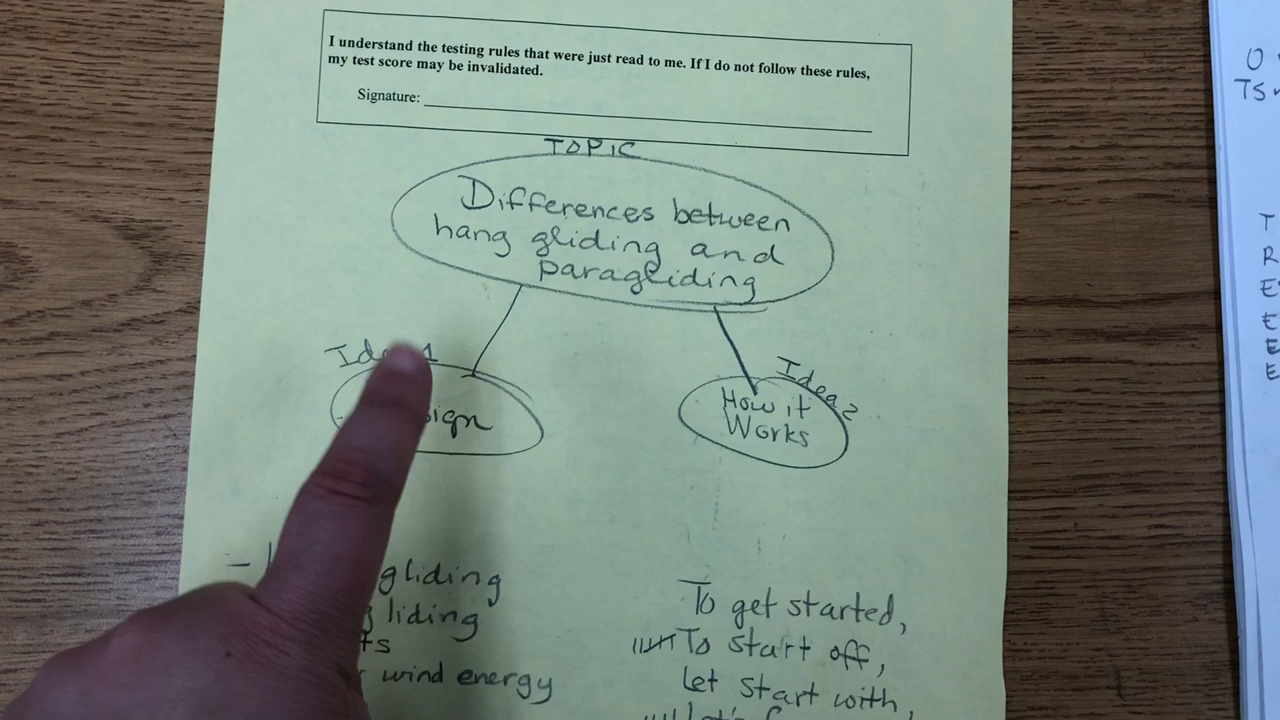 I understand the testing rules that were just read to me. If I do not follow these rules,
my test score may be invalidated.
Signature:
TOPIC
Differences between
hang gliding and
paragliding
Idea 2
How it
Works
gliding
gliding
wind energy
To get started,
To start off,
Let start with,
O
TS
T
R
E
E
E
E